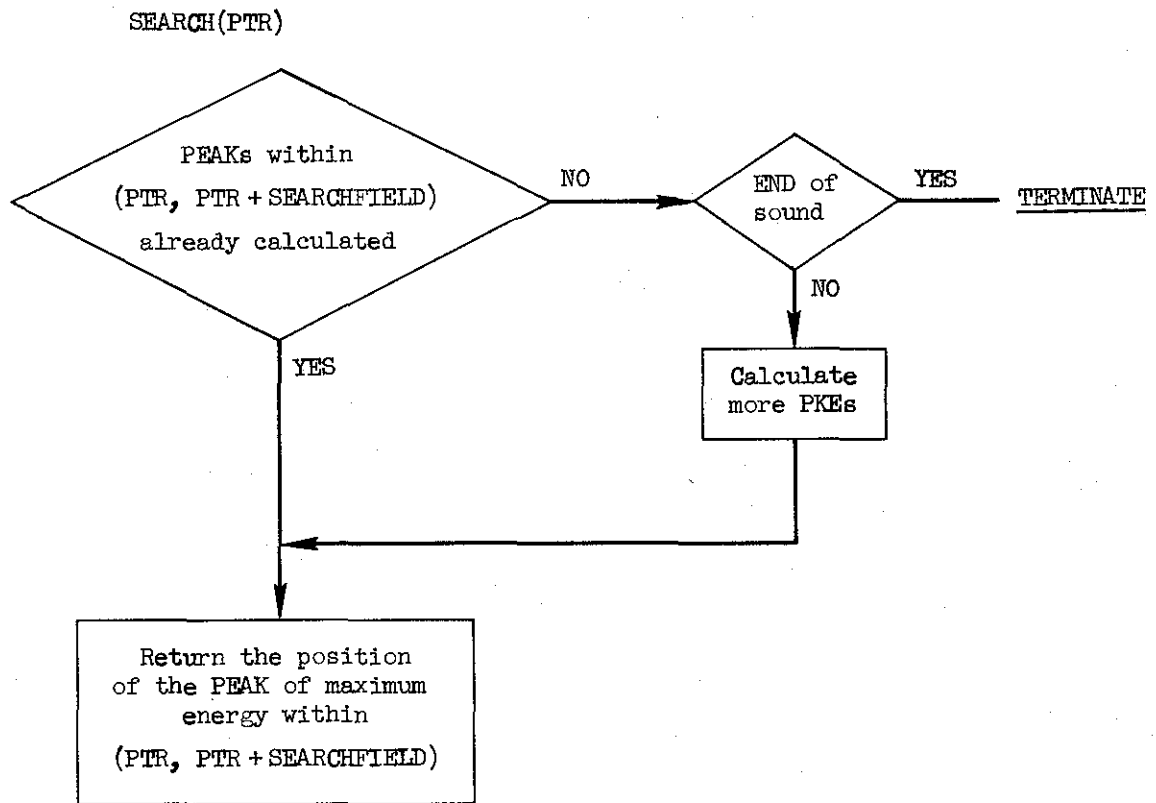 SEARCH(PTR)
PEAKs within
(PTR, PTR + SEARCHFIELD)
already calculated
NO
END of
sound
YES
TERMINATE
NO
YES
Calculate
more PKEs
Return the position
of the PEAK of maximum
energy within
(PTR, PTR + SEARCHFIELD)